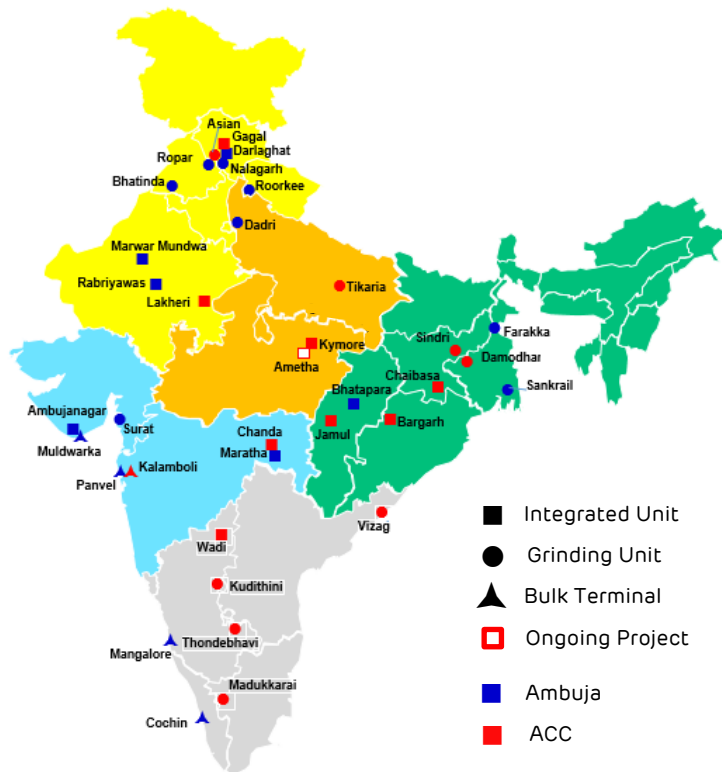 Asian
Gagal
Darlaghat
Ropar
Nalagarh
Bhatinda
Roorkee
Dadri
Marwar Mundwa
Rabriyawas
Lakheri
Tikaria
Kymore
Ametha
Sindri
Farakka
Damodhar
Chaibasa
Sankrail
Bhatapara
Jamul
Bargarh
Ambujanagar
Surat
Muldwarka
Chanda
Maratha
Kalamboli
Panvel
Vizag
Wadi
Kudithini
Thondebhavi
Mangalore
Madukkarai
Cochin
Integrated Unit
Grinding Unit
Bulk Terminal
Ongoing Project
Ambuja
ACC